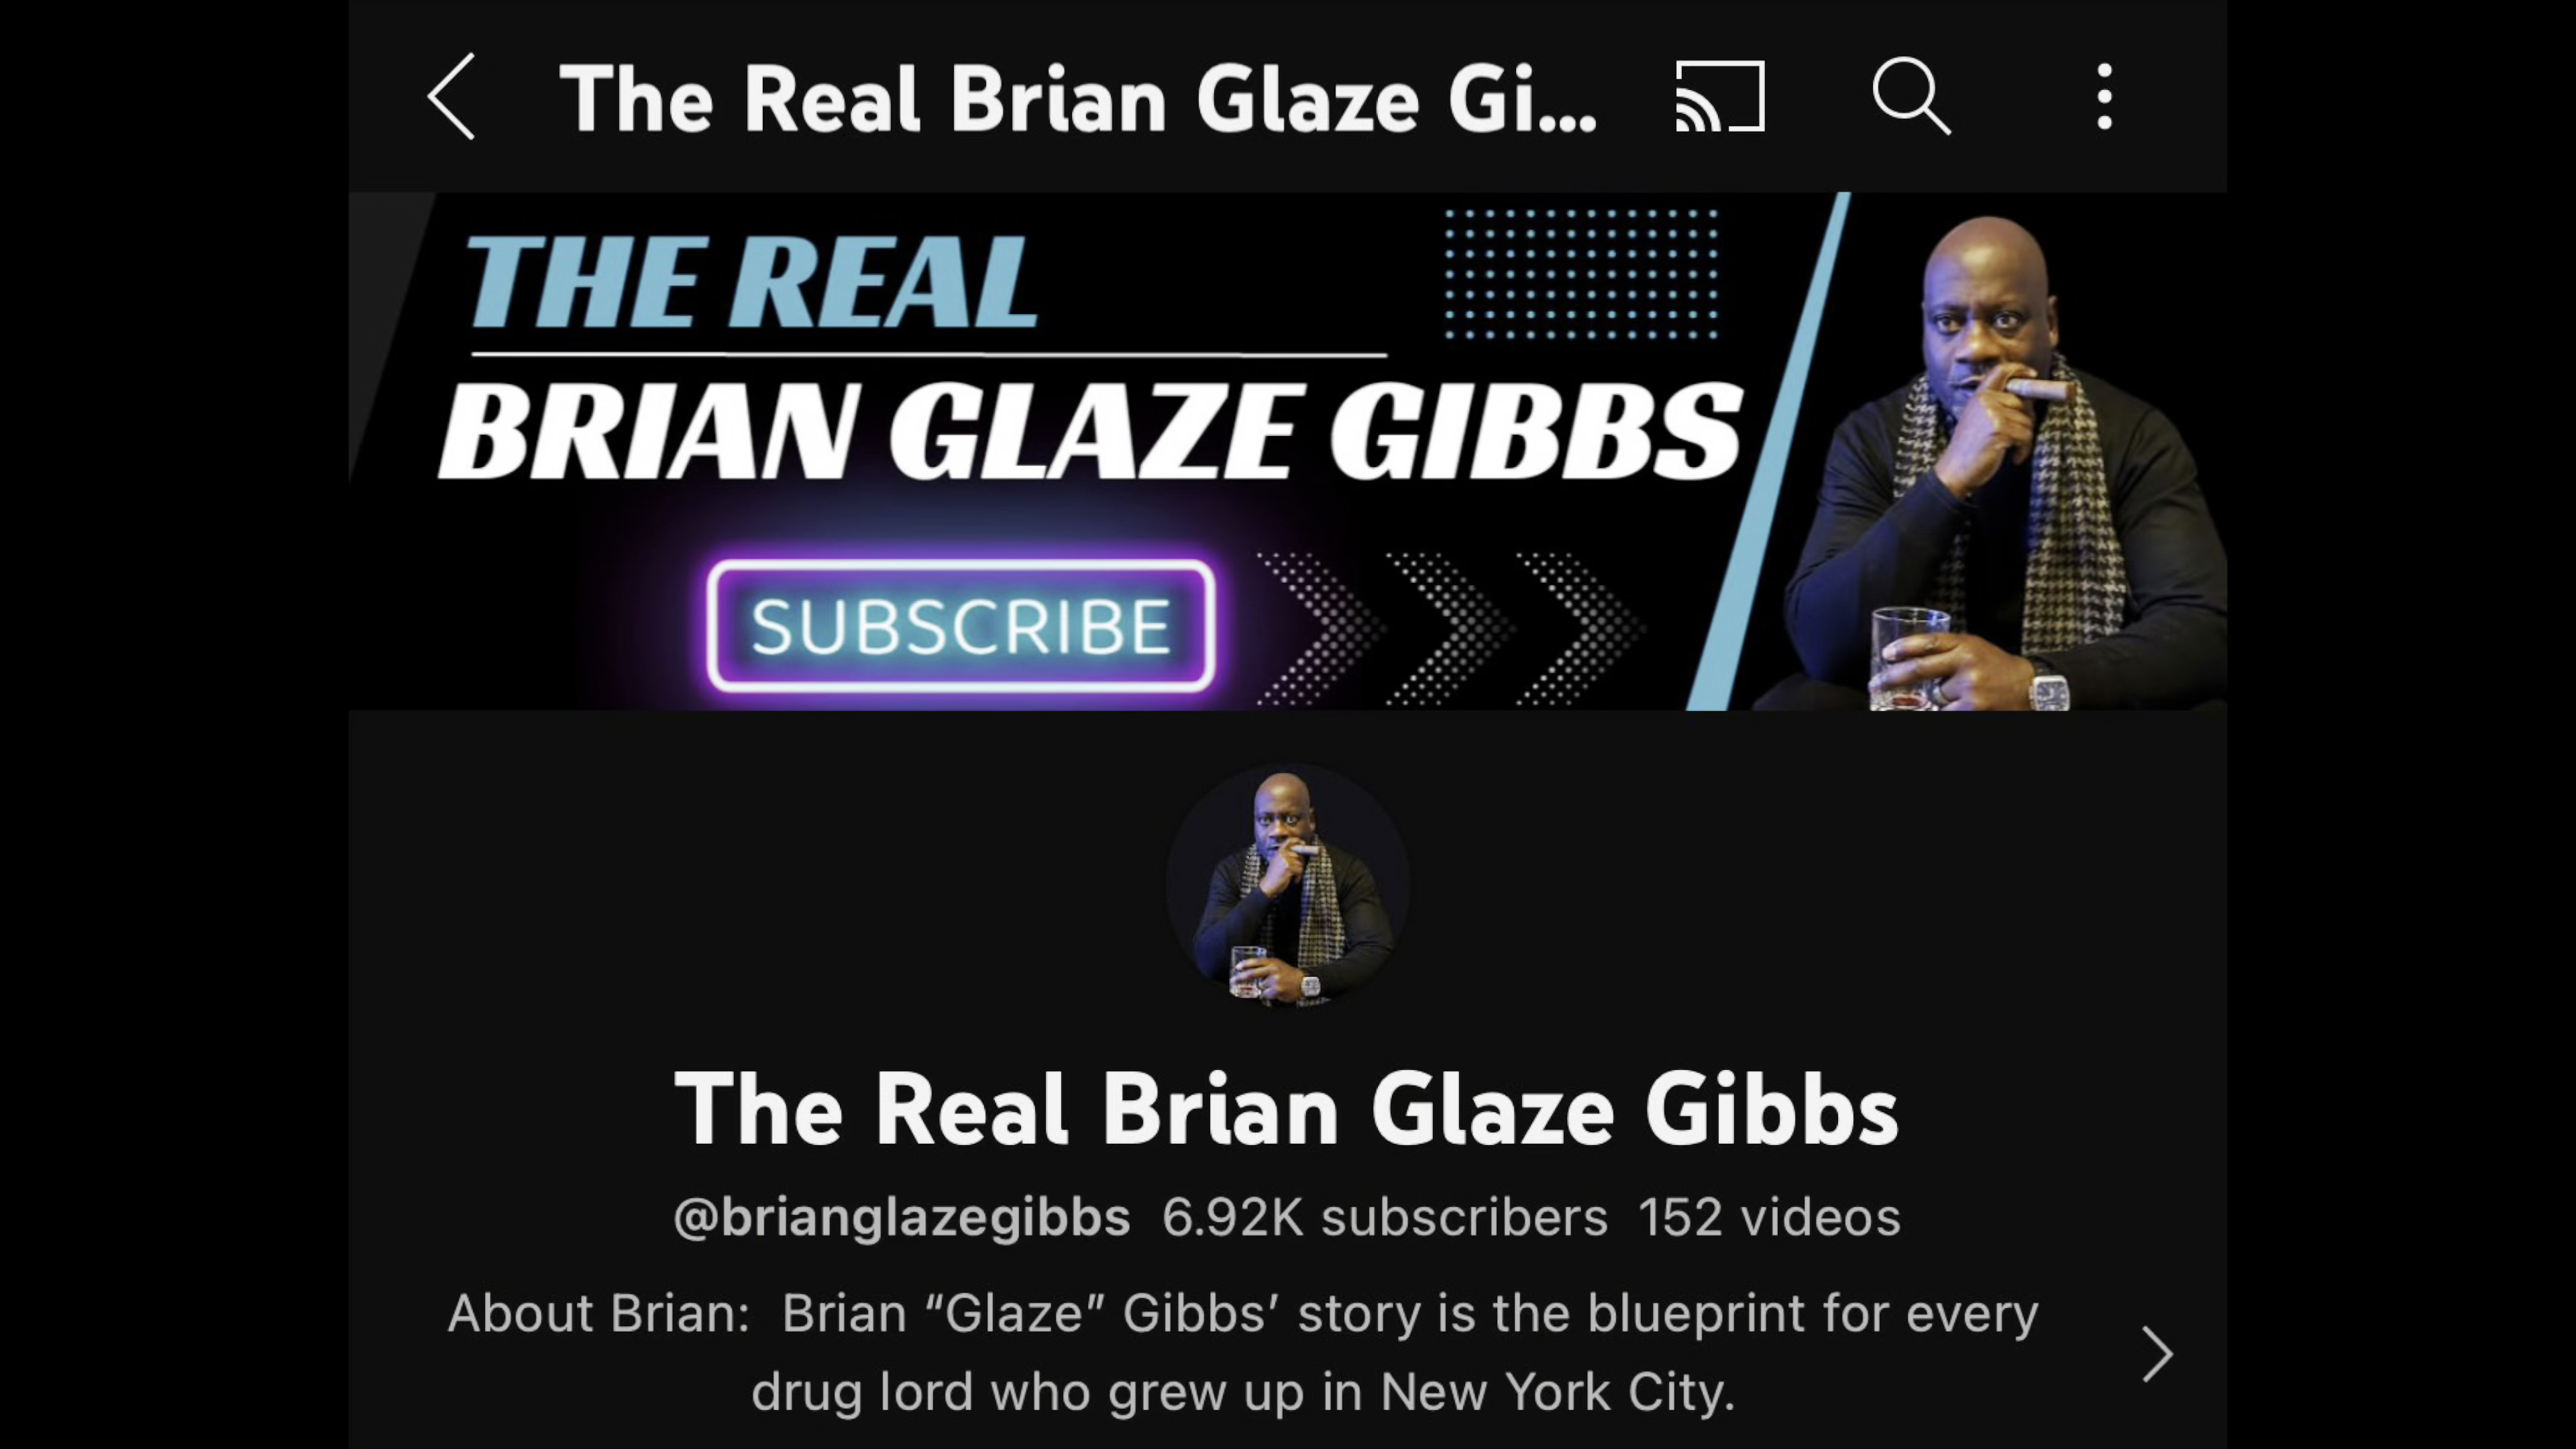 The Real Brian Glaze Gi...
THE REAL
BRIAN GLAZE GIBBS
SUBSCRIBE
The Real Brian Glaze Gibbs
@brianglazegibbs 6.92K subscribers 152 videos
About Brian:  Brian “Glaze” Gibbs’ story is the blueprint for every
drug lord who grew up in New York City.